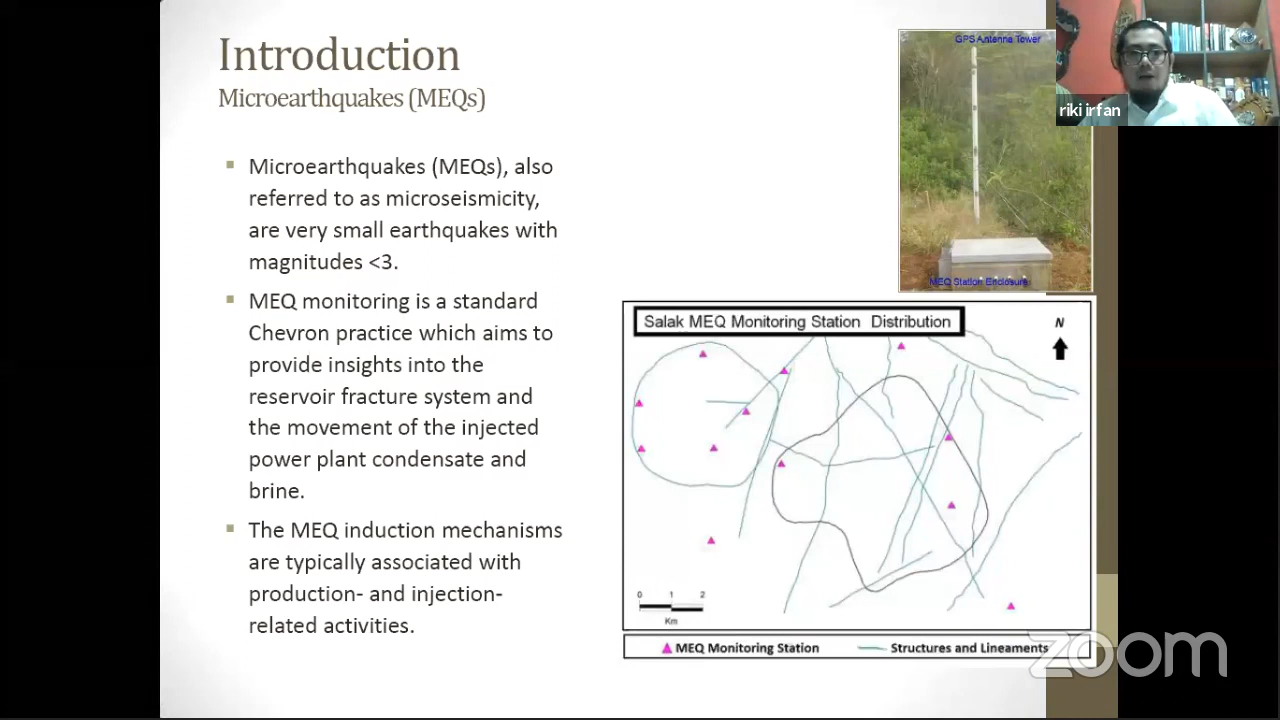 Introduction
Microearthquakes (MEQs)
Microearthquakes (MEQs), also
referred to as microseismicity,
are very small earthquakes with
magnitudes <3.
MEQ monitoring is a standard
Chevron practice which aims to
provide insights into the
reservoir fracture system and
the movement of the injected
power plant condensate and
brine.
The MEQ induction mechanisms
are typically associated with
production- and injection-
related activities.
GPS Antenna Tower
MEQ Station Enclosure
riki irfan
Salak MEQ Monitoring Station Distribution
N
0 1 2
Km
MEQ Monitoring Station
Structures and Lineaments
zoom